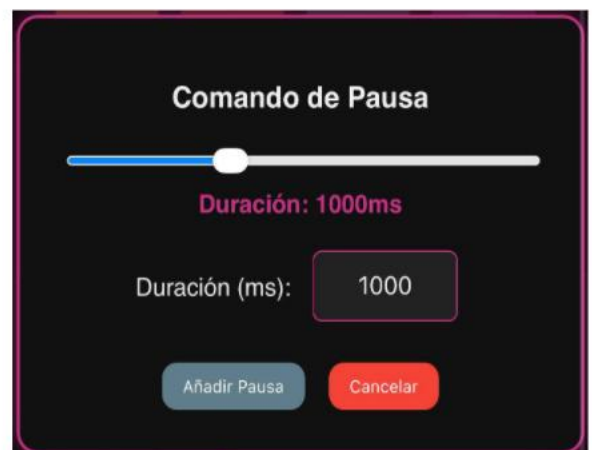 Comando de Pausa
Duración: 1000ms
Duración (ms): 1000
Añadir Pausa Cancelar